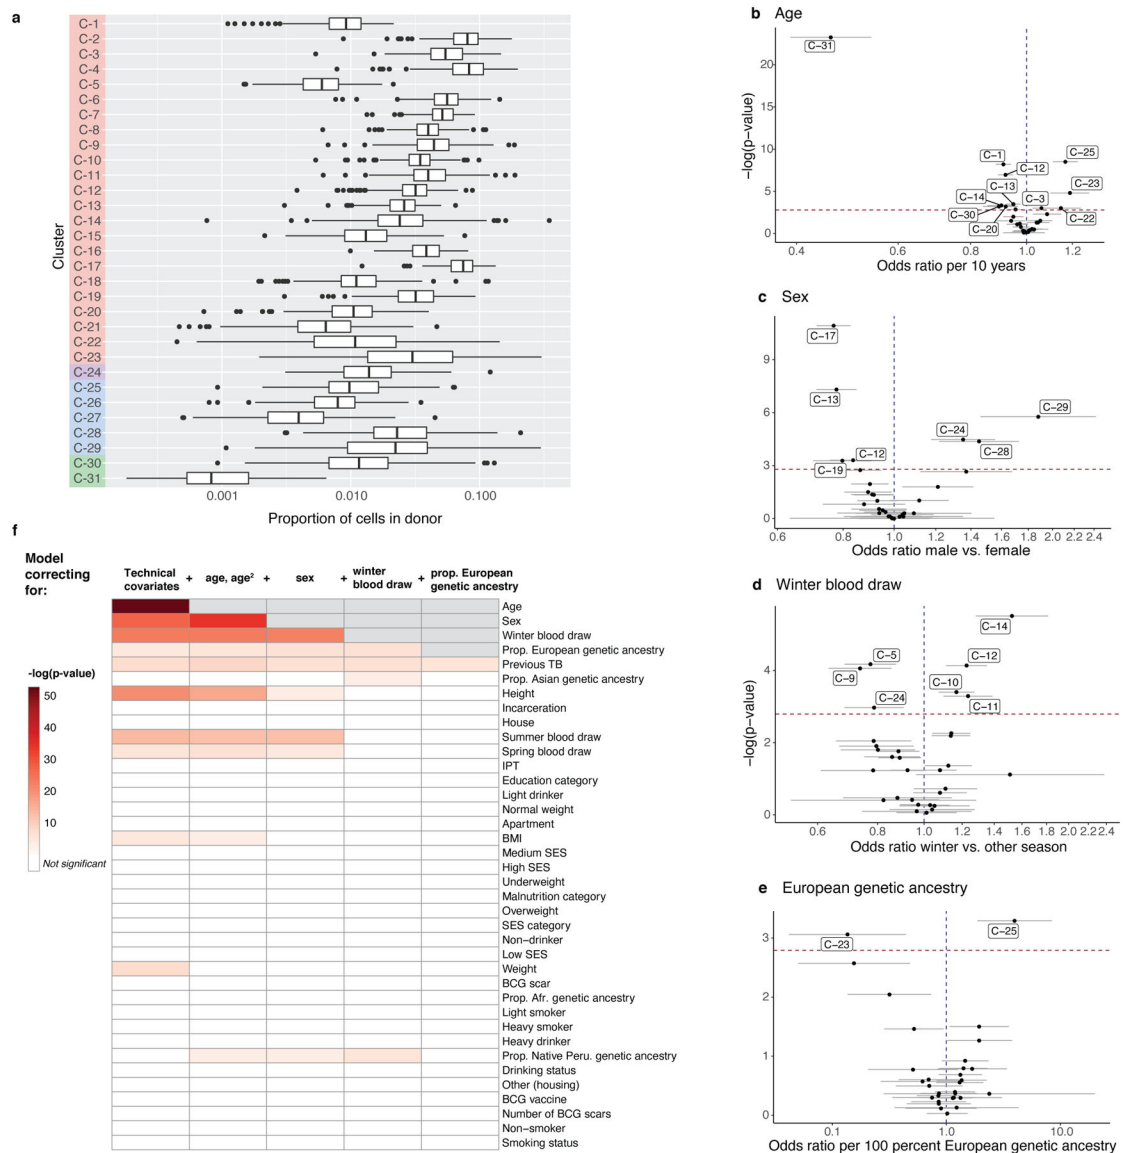 a
C-1
C-2
C-3
C-4
C-5
C-6
C-7
C-8
C-9
C-10
C-11
C-12
C-13
C-14
C-15
C-16
C-17
C-18
C-19
C-20
C-21
C-22
C-23
C-24
C-25
C-26
C-27
C-28
C-29
C-30
C-31
Cluster
0.001 0.010 0.100
Proportion of cells in donor
b Age
−log(p−value)
20
15
10
5
0
C−31
C−1
C−25
C−12
C−13
C−23
C−14
C−3
C−30
C−22
C−20
0.4 0.6 0.8 1.0 1.2
Odds ratio per 10 years
c Sex
9
6
3
0
C−17
C−13
C−29
C−24
C−28
C−12
C−19
0.6 0.8 1.0 1.2 1.4 1.6 1.8 2.0 2.2 2.4
Odds ratio male vs. female
d Winter blood draw
−log(p−value)
4
2
0
C−14
C−5
C−12
C−9
C−10
C−24
C−11
0.6 0.8 1.0 1.2 1.4 1.6 1.8 2.0 2.2 2.4
Odds ratio winter vs. other season
e European genetic ancestry
3
2
1
0
C−23
C−25
0.1 1.0 10.0
Odds ratio per 100 percent European genetic ancestry
f
Model
correcting
for:
Technical
covariates
+ age, age²
+ sex
+ winter
blood draw
+ prop. European
genetic ancestry
-log(p-value)
50
40
30
20
10
Not significant
Age
Sex
Winter blood draw
Prop. European genetic ancestry
Previous TB
Prop. Asian genetic ancestry
Height
Incarceration
House
Summer blood draw
Spring blood draw
IPT
Education category
Light drinker
Normal weight
Apartment
BMI
Medium SES
High SES
Underweight
Malnutrition category
Overweight
SES category
Non−drinker
Low SES
Weight
BCG scar
Prop. Afr. genetic ancestry
Light smoker
Heavy smoker
Heavy drinker
Prop. Native Peru. genetic ancestry
Drinking status
Other (housing)
BCG vaccine
Number of BCG scars
Non−smoker
Smoking status